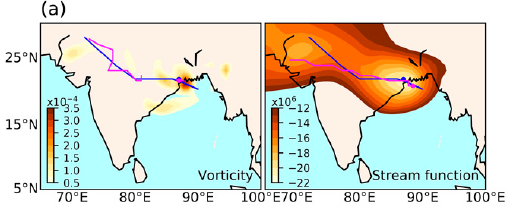 (a)
25°N
15°N
5°N
x10⁻⁴
3.5
3.0
2.5
2.0
1.5
1.0
0.5
Vorticity
x10⁶
−12
−14
−16
−18
−20
−22
Stream function
70°E 80°E 90°E 100°E
70°E 80°E 90°E 100°E